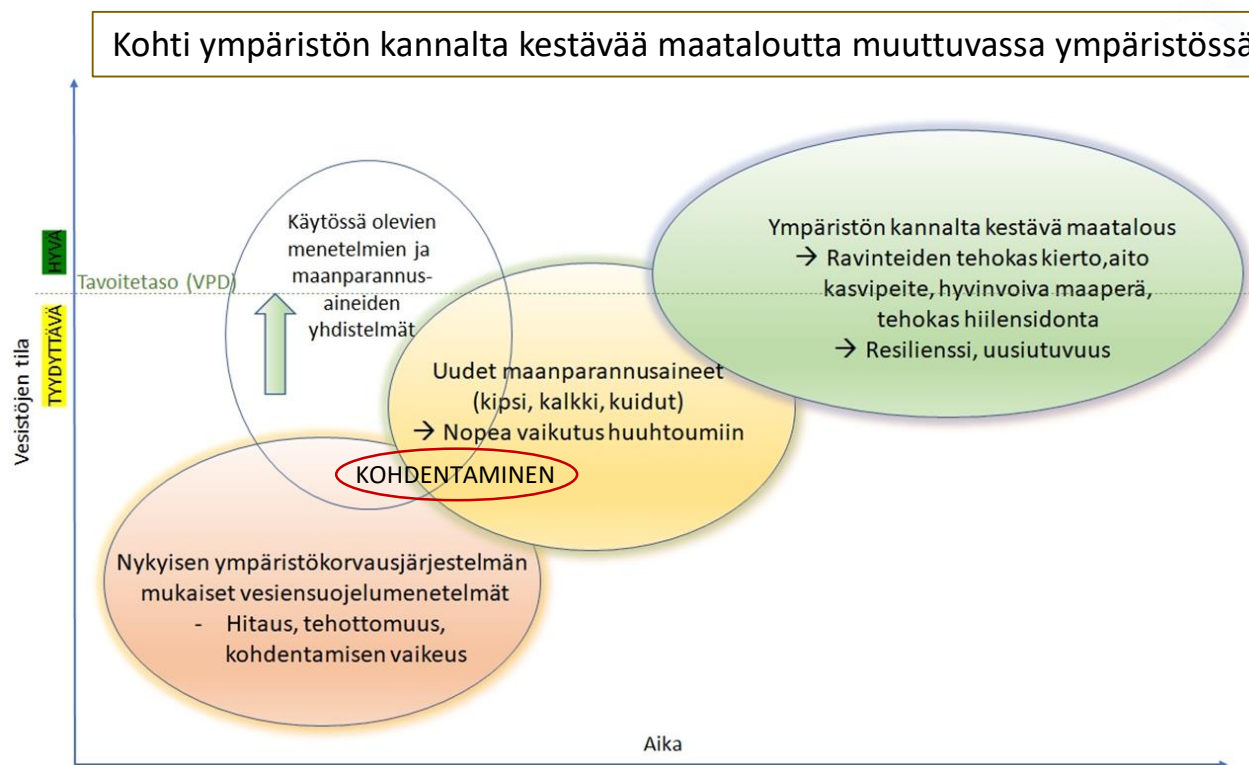 Kohti ympäristön kannalta kestävää maataloutta muuttuvassa ympäristössä
Vesistöjen tila
HYVÄ
TYYDYTTÄVÄ
Tavoitetaso (VPD)
Käytössä olevien
menetelmien ja
maanparannus-
aineiden
yhdistelmät
Ympäristön kannalta kestävä maatalous
→ Ravinteiden tehokas kierto,aito
kasvipeite, hyvinvoiva maaperä,
tehokas hiilensidonta
→ Resilienssi, uusiutuvuus
Uudet maanparannusaineet
(kipsi, kalkki, kuidut)
→ Nopea vaikutus huuhtoumiin
KOHDENTAMINEN
Nykyisen ympäristökorvausjärjestelmän
mukaiset vesiensuojelumenetelmät
- Hitaus, tehottomuus,
kohdentamisen vaikeus
Aika